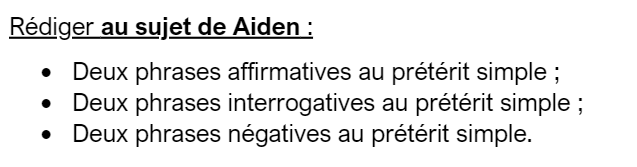 Rédiger au sujet de Aiden :
• Deux phrases affirmatives au prétérit simple ;
• Deux phrases interrogatives au prétérit simple ;
• Deux phrases négatives au prétérit simple.